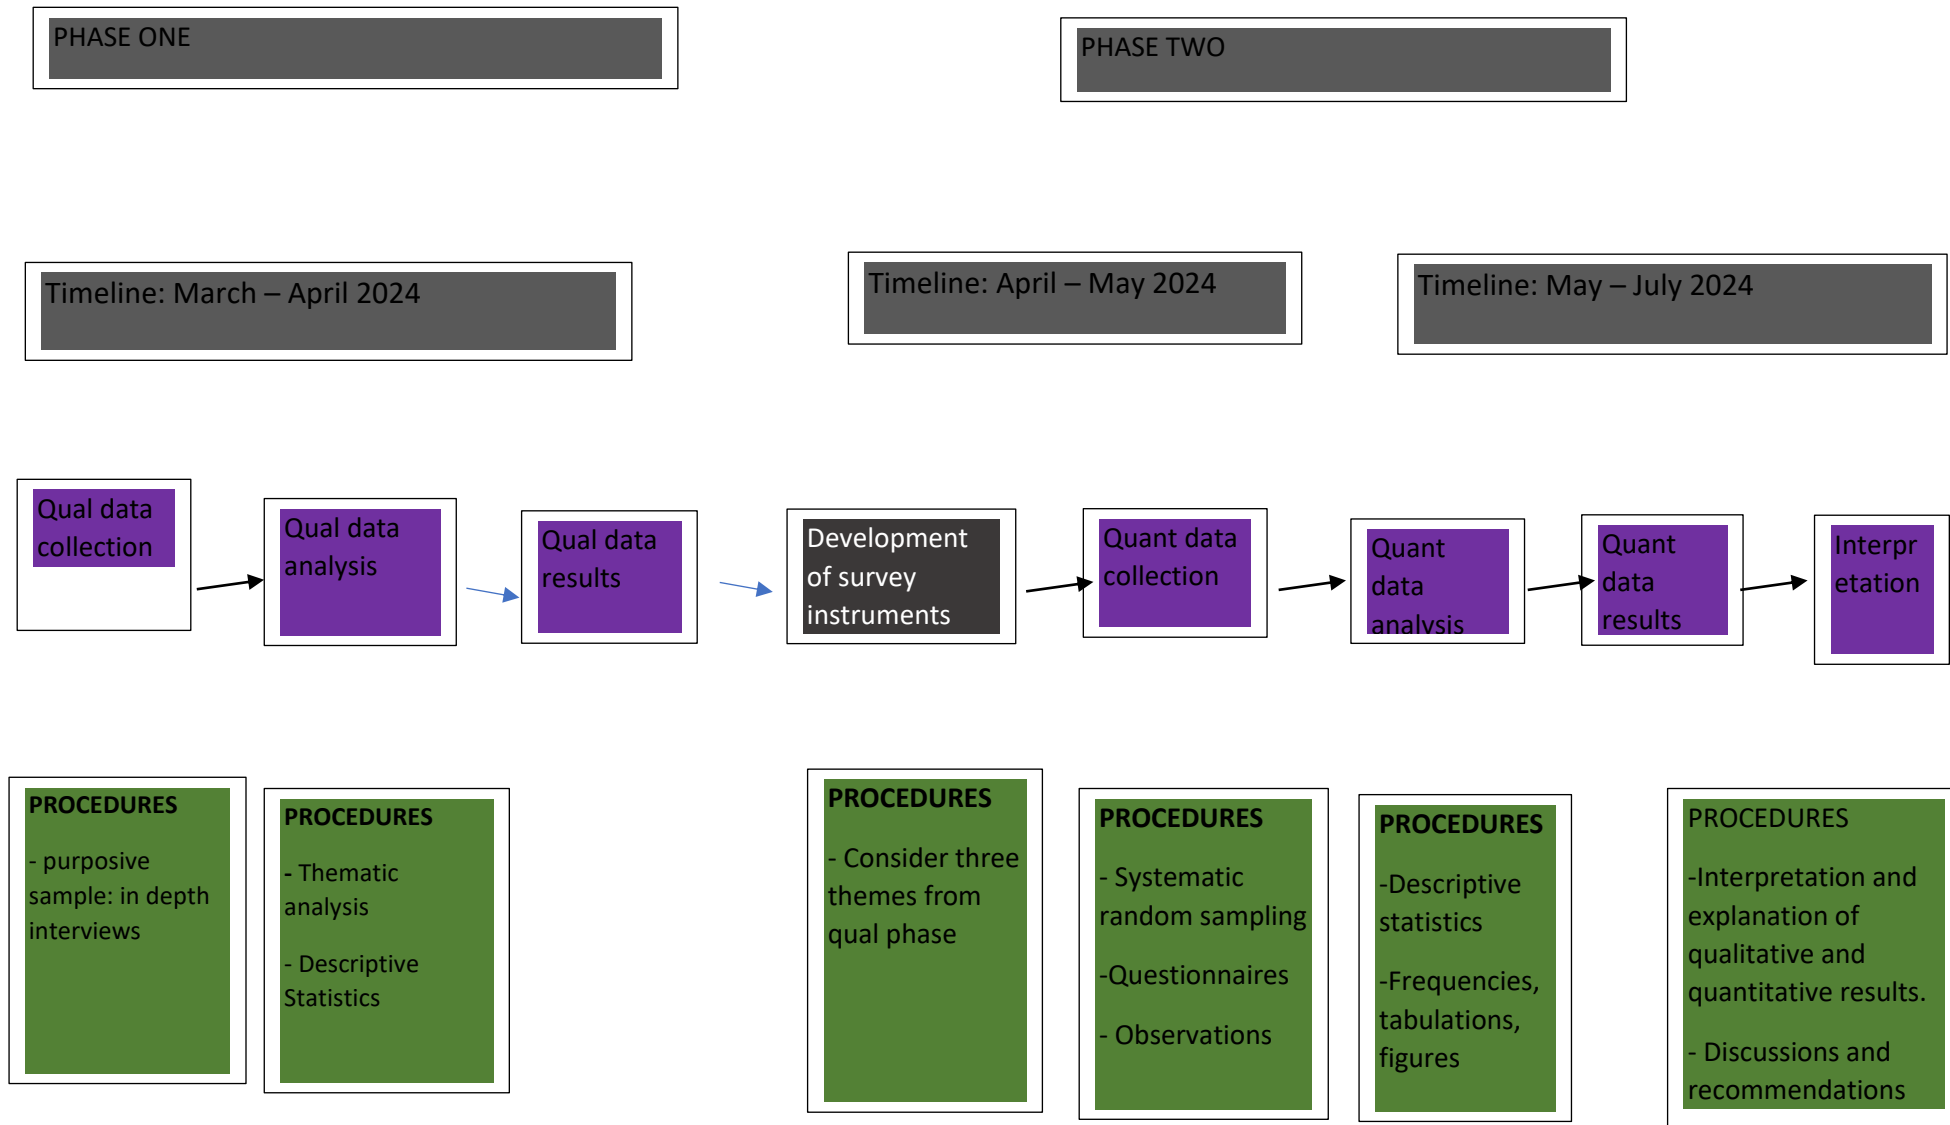 PHASE ONE
PHASE TWO
Timeline: March – April 2024
Timeline: April – May 2024
Timeline: May – July 2024
Qual data
collection
Qual data
analysis
Qual data
results
Development
of survey
instruments
Quant data
collection
Quant
data
analysis
Quant
data
results
Interpr
etation
PROCEDURES
- purposive
sample: in depth
interviews
PROCEDURES
- Thematic
analysis
- Descriptive
Statistics
PROCEDURES
- Consider three
themes from
qual phase
PROCEDURES
- Systematic
random sampling
-Questionnaires
- Observations
PROCEDURES
-Descriptive
statistics
-Frequencies,
tabulations,
figures
PROCEDURES
-Interpretation and
explanation of
qualitative and
quantitative results.
- Discussions and
recommendations